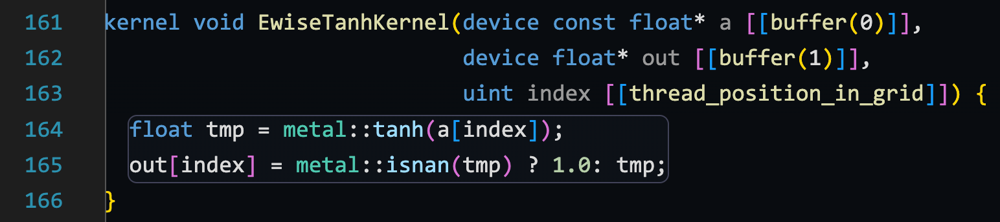 161 kernel void EwiseTanhKernel(device const float* a [[buffer(0)]],
162                             device float* out [[buffer(1)]],
163                             uint index [[thread_position_in_grid]]) {
164   float tmp = metal::tanh(a[index]);
165   out[index] = metal::isnan(tmp) ? 1.0: tmp;
166 }